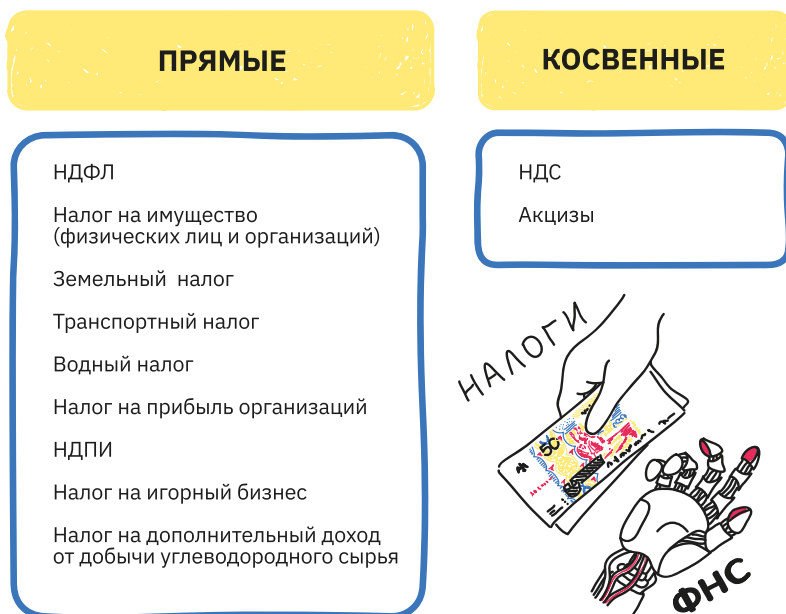 ПРЯМЫЕ
НДФЛ
Налог на имущество
(физических лиц и организаций)
Земельный налог
Транспортный налог
Водный налог
Налог на прибыль организаций
НДПИ
Налог на игорный бизнес
Налог на дополнительный доход
от добычи углеводородного сырья
КОСВЕННЫЕ
НДС
Акцизы
НАЛОГИ
ФНС